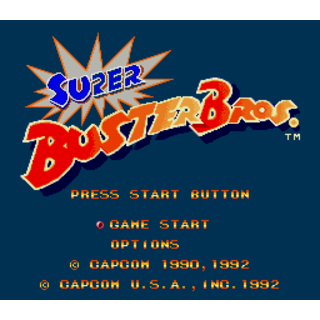 SUPER
BUSTER BROS.
TM
PRESS START BUTTON
GAME START
OPTIONS
© CAPCOM 1990,1992
© CAPCOM U.S.A.,INC.1992